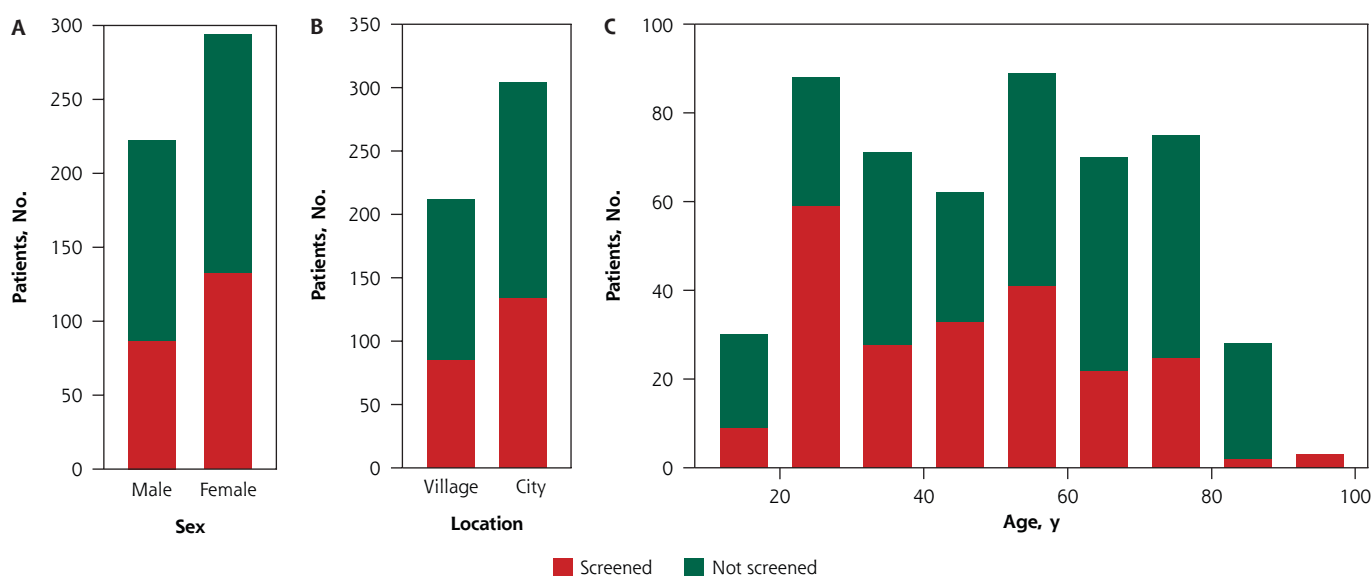 A
300
250
200
150
100
50
0
Patients, No.
Male
Female
Sex
B
350
300
250
200
150
100
50
0
Patients, No.
Village
City
Location
C
100
80
60
40
20
0
Patients, No.
20
40
60
80
100
Age, y
Screened
Not screened